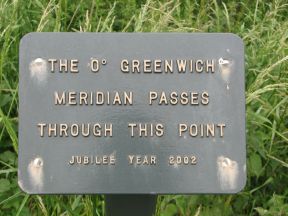 THE 0° GREENWICH
MERIDIAN PASSES
THROUGH THIS POINT
JUBILEE YEAR 2002